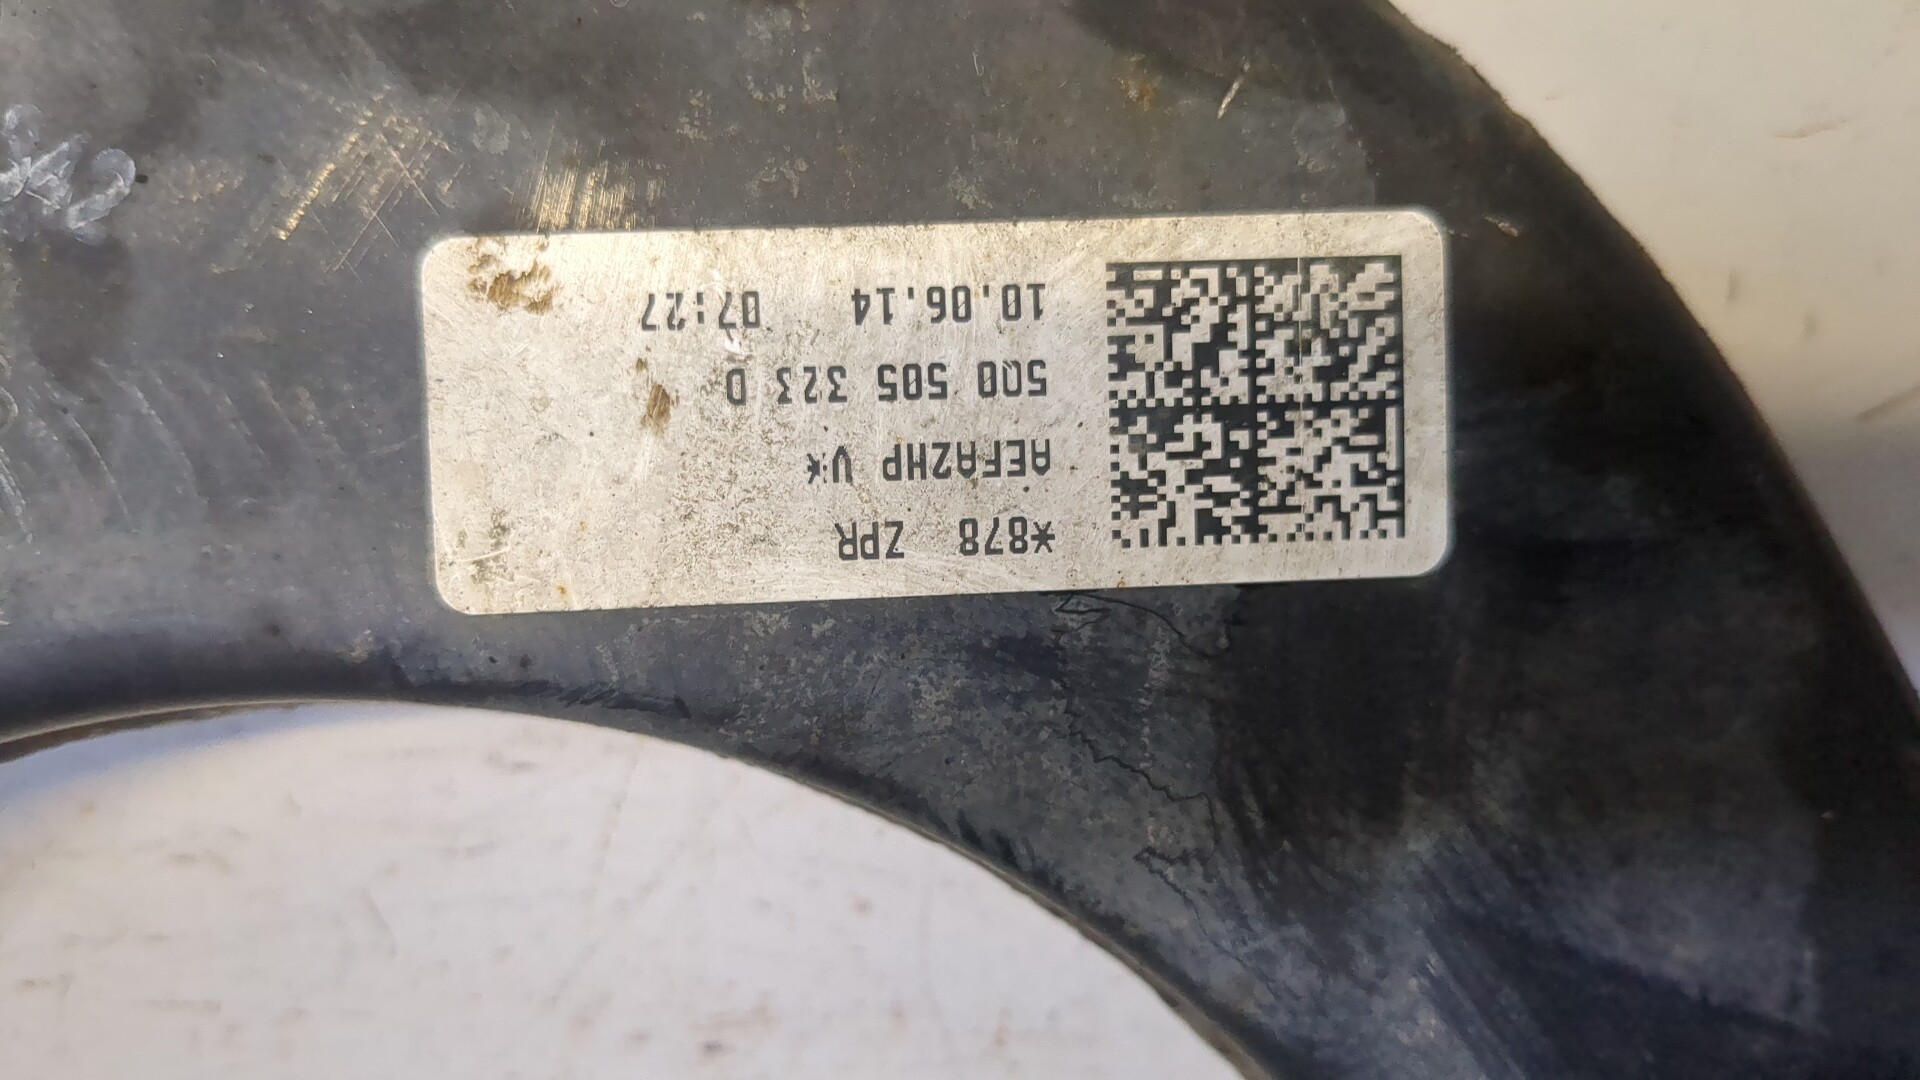 *878 ZPR
AEFA2HP V*
5Q0 505 323 D
10.06.14 07:27